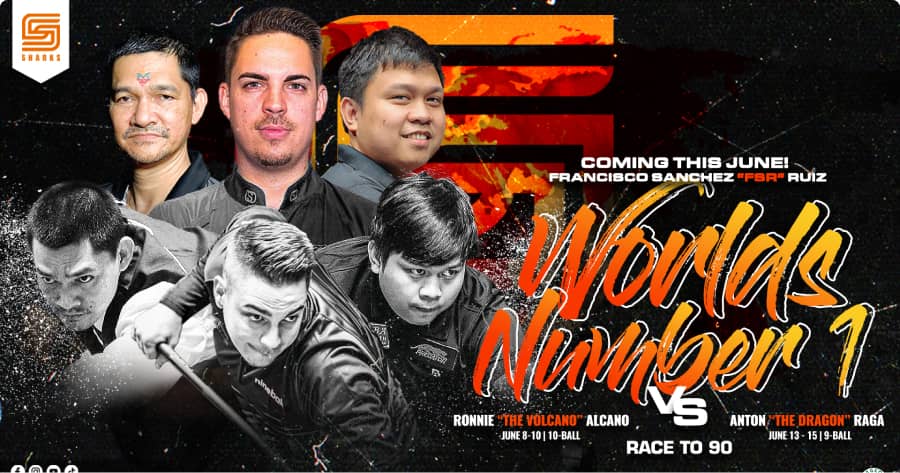 SHARKS
COMING THIS JUNE!
FRANCISCO SANCHEZ "FSR" RUIZ
Worlds
Number 1
VS
RONNIE "THE VOLCANO" ALCANO
JUNE 8-10 | 10-BALL
ANTON "THE DRAGON" RAGA
JUNE 13 - 15 | 9-BALL
RACE TO 90
PREDATOR